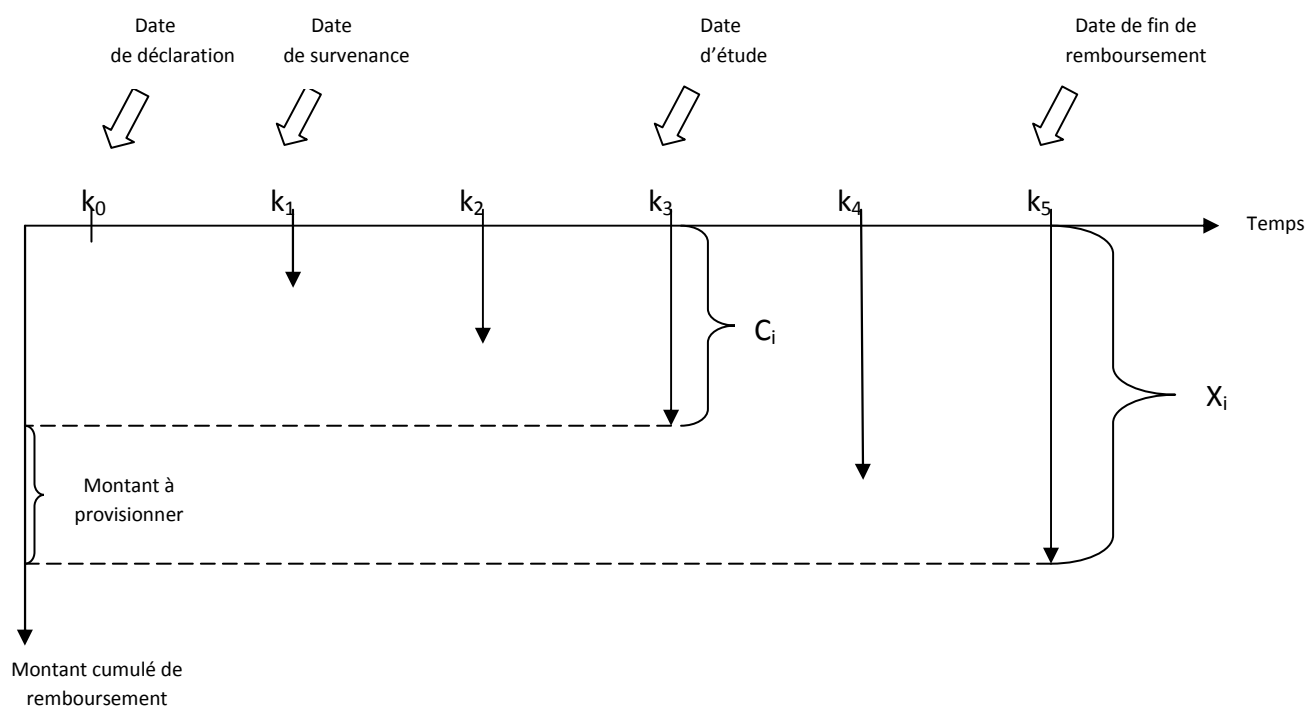 Date
de déclaration
Date
de survenance
Date
d’étude
Date de fin de
remboursement
k₀
k₁
k₂
k₃
k₄
k₅
Temps
Cᵢ
Xᵢ
Montant à
provisionner
Montant cumulé de
remboursement